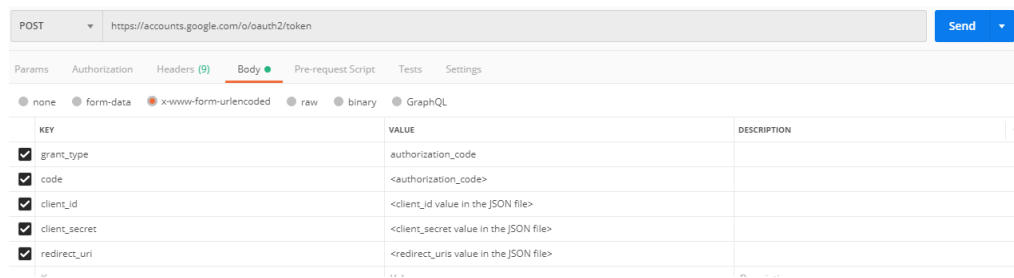 POST https://accounts.google.com/o/oauth2/token Send
Params Authorization Headers (9) Body Pre-request Script Tests Settings
none form-data x-www-form-urlencoded raw binary GraphQL
KEY VALUE DESCRIPTION
grant_type authorization_code
code <authorization_code>
client_id <client_id value in the JSON file>
client_secret <client_secret value in the JSON file>
redirect_uri <redirect_uris value in the JSON file>